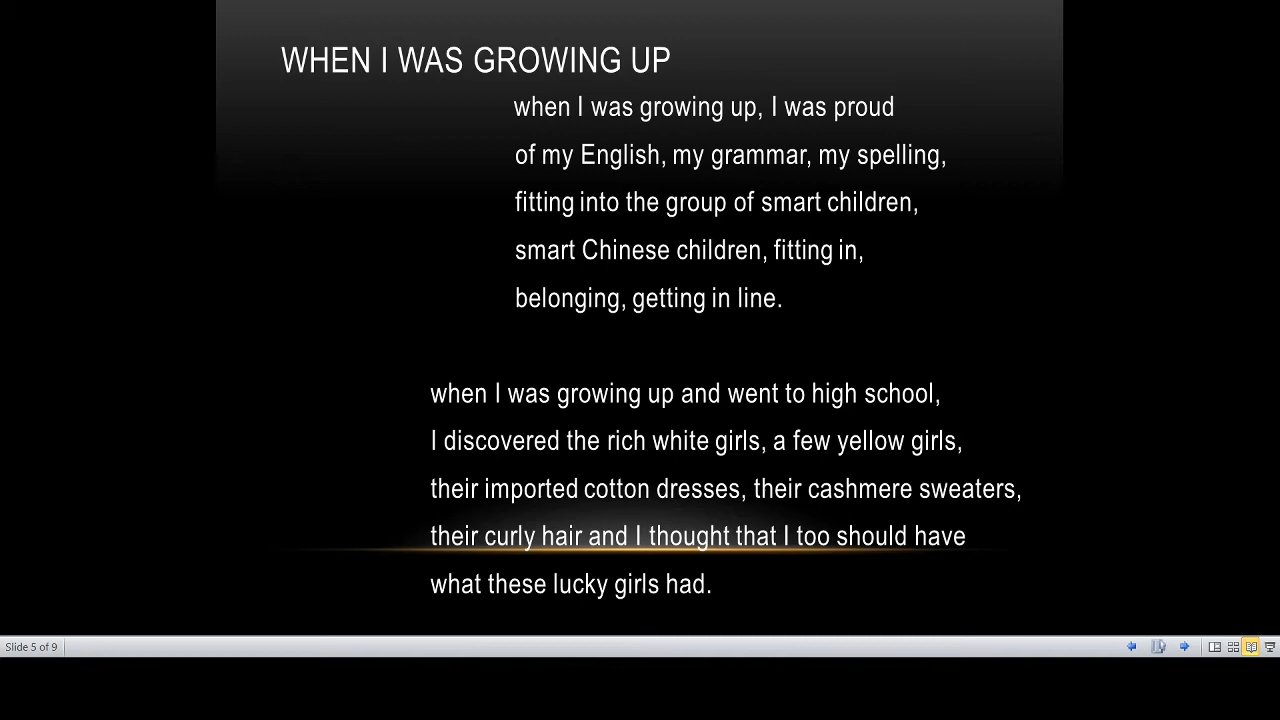 WHEN I WAS GROWING UP
when I was growing up, I was proud
of my English, my grammar, my spelling,
fitting into the group of smart children,
smart Chinese children, fitting in,
belonging, getting in line.
when I was growing up and went to high school,
I discovered the rich white girls, a few yellow girls,
their imported cotton dresses, their cashmere sweaters,
their curly hair and I thought that I too should have
what these lucky girls had.
Slide 5 of 9